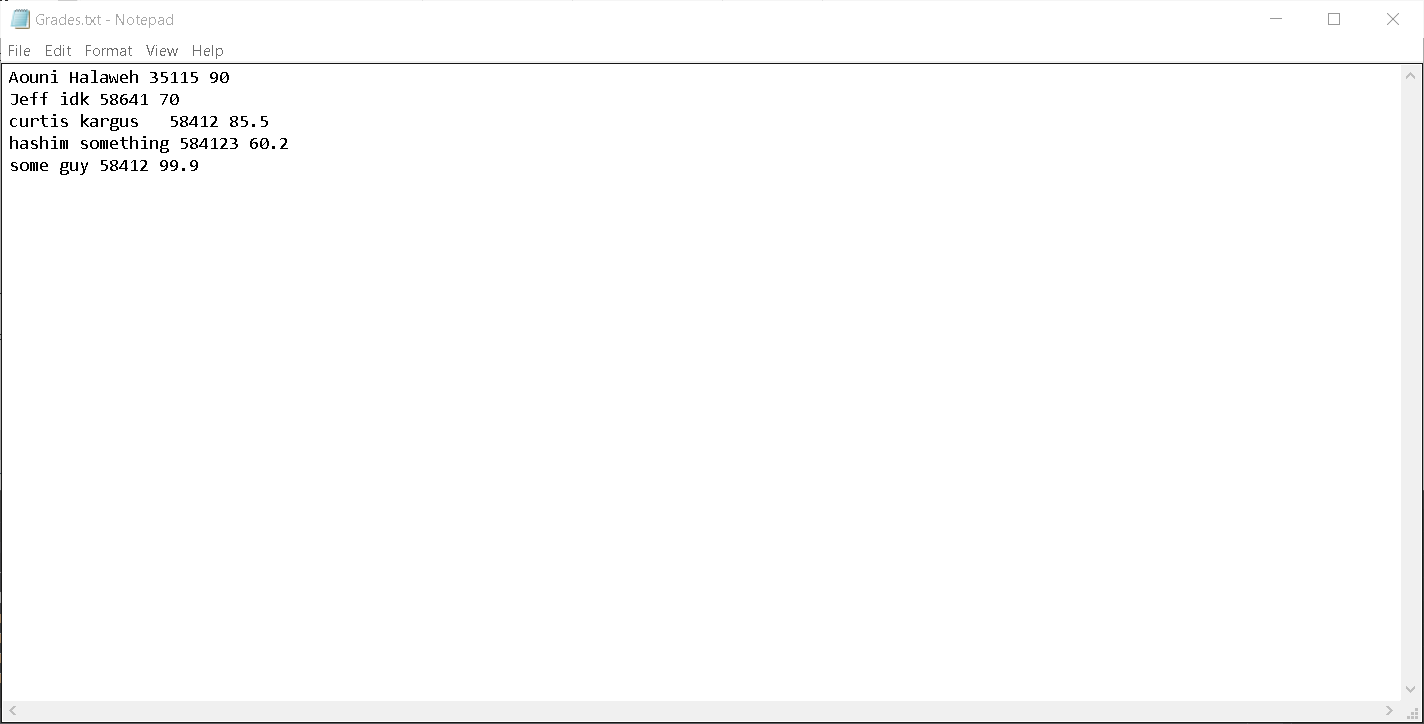 Grades.txt - Notepad
File Edit Format View Help
Aouni Halaweh 35115 90
Jeff idk 58641 70
curtis kargus   58412 85.5
hashim something 584123 60.2
some guy 58412 99.9